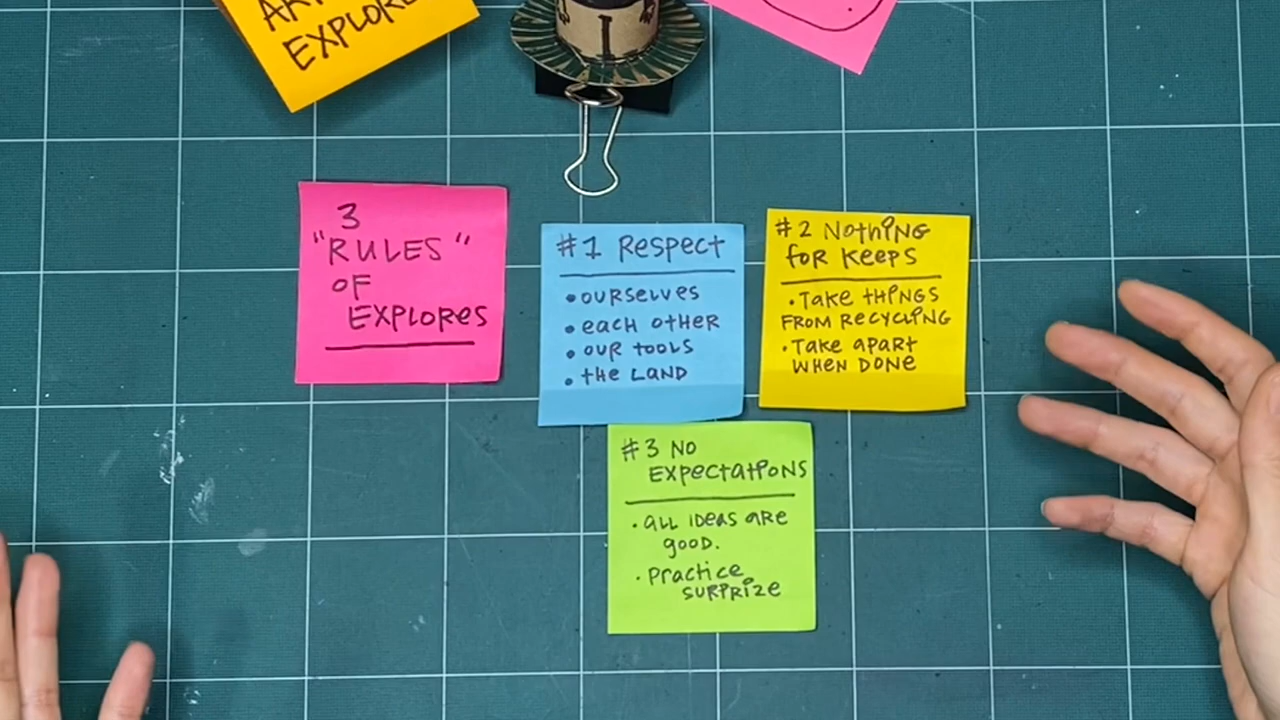 EXPLORE
3
"RULES"
OF
EXPLORES
#1 Respect
• ourselves
• each other
• our tools
• the land
#2 Nothing
for keeps
• Take things
from recycling
• Take apart
when done
#3 No
Expectations
• all ideas are
good.
• Practice
surprize